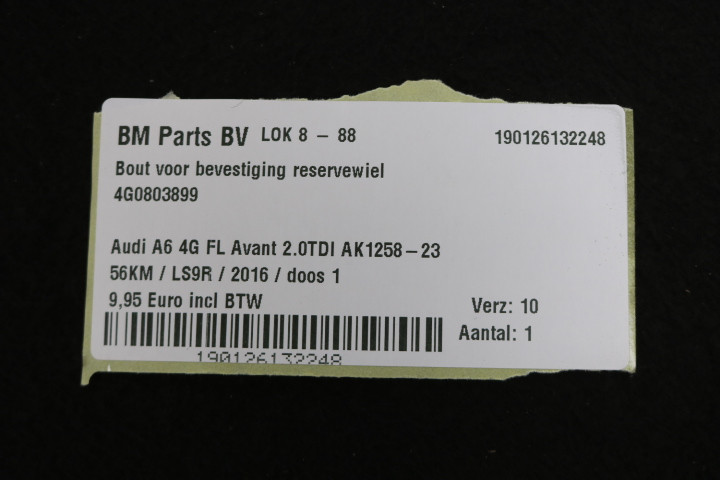 BM Parts BV LOK 8 - 88 190126132248
Bout voor bevestiging reservewiel
4G0803899
Audi A6 4G FL Avant 2.0TDI AK1258-23
56KM / LS9R / 2016 / doos 1
9,95 Euro incl BTW Verz: 10
Aantal: 1
190126132248